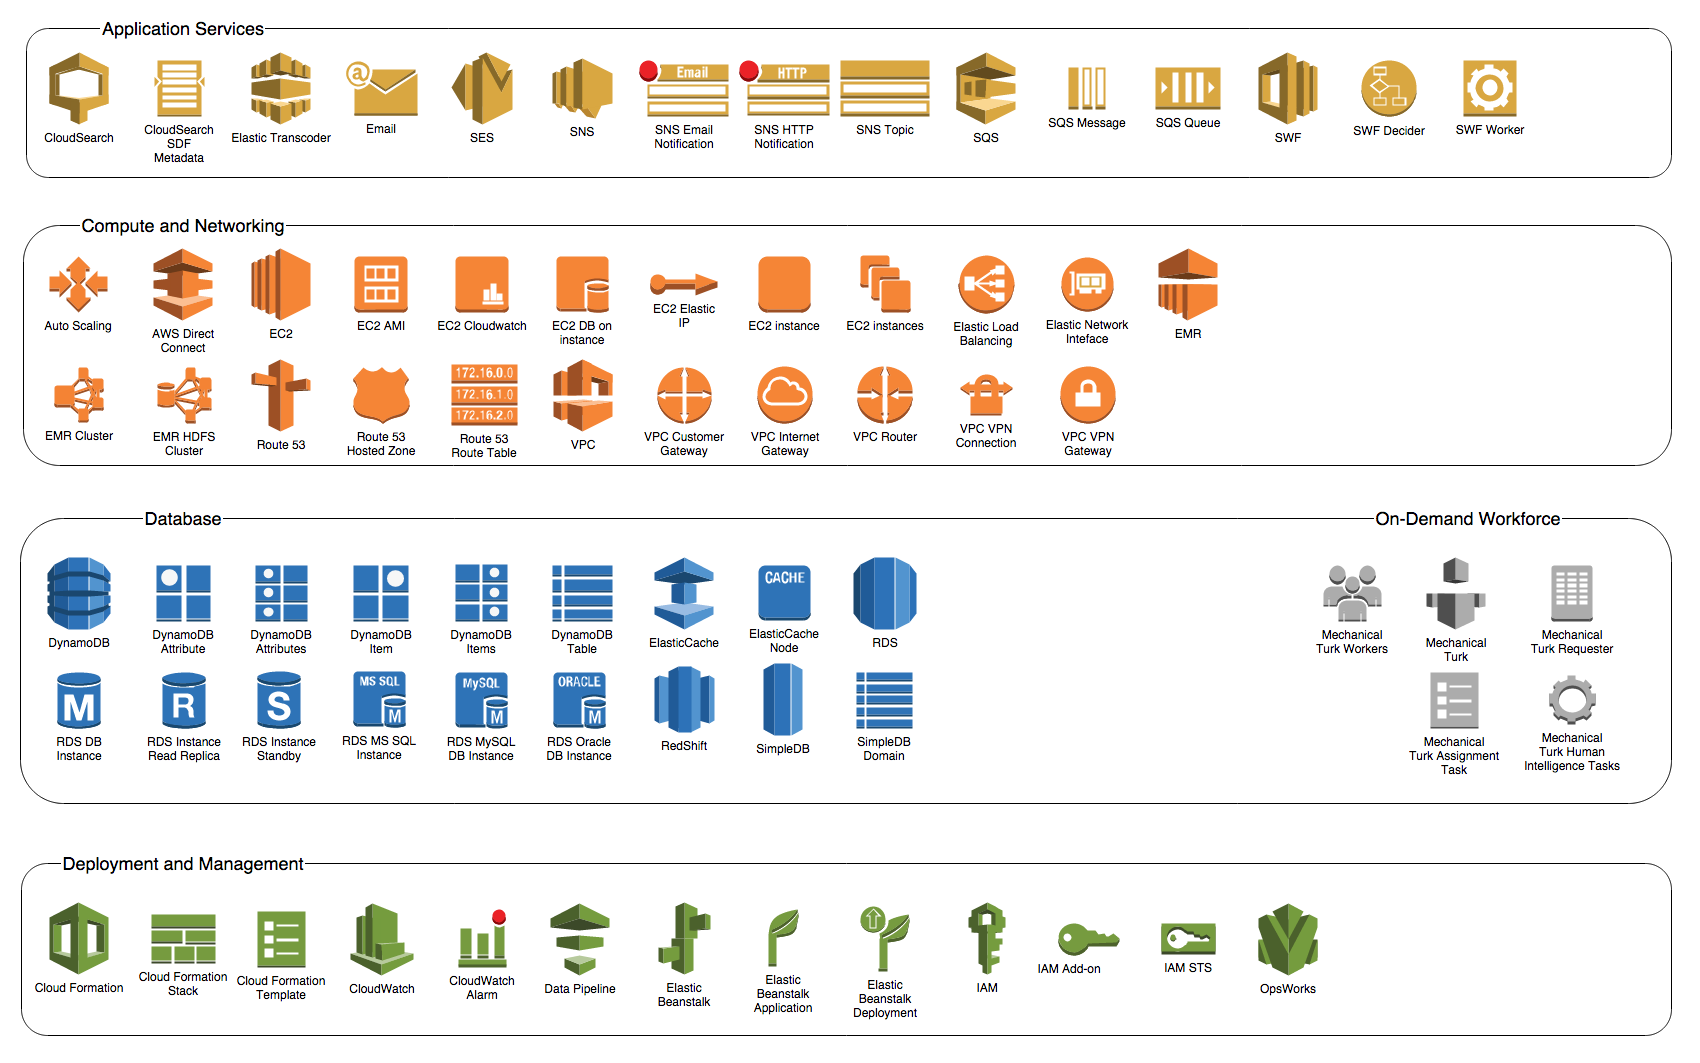 Application Services
Email
HTTP
CloudSearch
CloudSearch
SDF
Metadata
Elastic Transcoder
@
Email
SES
SNS
SNS Email
Notification
SNS HTTP
Notification
SNS Topic
SQS
SQS Message
SQS Queue
SWF
SWF Decider
SWF Worker
Compute and Networking
Auto Scaling
AWS Direct
Connect
EC2
EC2 AMI
EC2 Cloudwatch
EC2 DB on
instance
EC2 Elastic
IP
EC2 instance
EC2 instances
Elastic Load
Balancing
Elastic Network
Inteface
EMR
EMR Cluster
EMR HDFS
Cluster
Route 53
Route 53
Hosted Zone
172.16.0.0
172.16.1.0
172.16.2.0
Route 53
Route Table
VPC
VPC Customer
Gateway
VPC Internet
Gateway
VPC Router
VPC VPN
Connection
VPC VPN
Gateway
Database
DynamoDB
DynamoDB
Attribute
DynamoDB
Attributes
DynamoDB
Item
DynamoDB
Items
DynamoDB
Table
ElasticCache
CACHE
ElasticCache
Node
RDS
M
RDS DB
Instance
R
RDS Instance
Read Replica
S
RDS Instance
Standby
MS SQL
M
RDS MS SQL
Instance
MySQL
M
RDS MySQL
DB Instance
ORACLE
M
RDS Oracle
DB Instance
RedShift
SimpleDB
SimpleDB
Domain
On-Demand Workforce
Mechanical
Turk Workers
Mechanical
Turk
Mechanical
Turk Requester
Mechanical
Turk Assignment
Task
Mechanical
Turk Human
Intelligence Tasks
Deployment and Management
Cloud Formation
Cloud Formation
Stack
Cloud Formation
Template
CloudWatch
CloudWatch
Alarm
Data Pipeline
Elastic
Beanstalk
Elastic
Beanstalk
Application
Elastic
Beanstalk
Deployment
IAM
IAM Add-on
IAM STS
OpsWorks